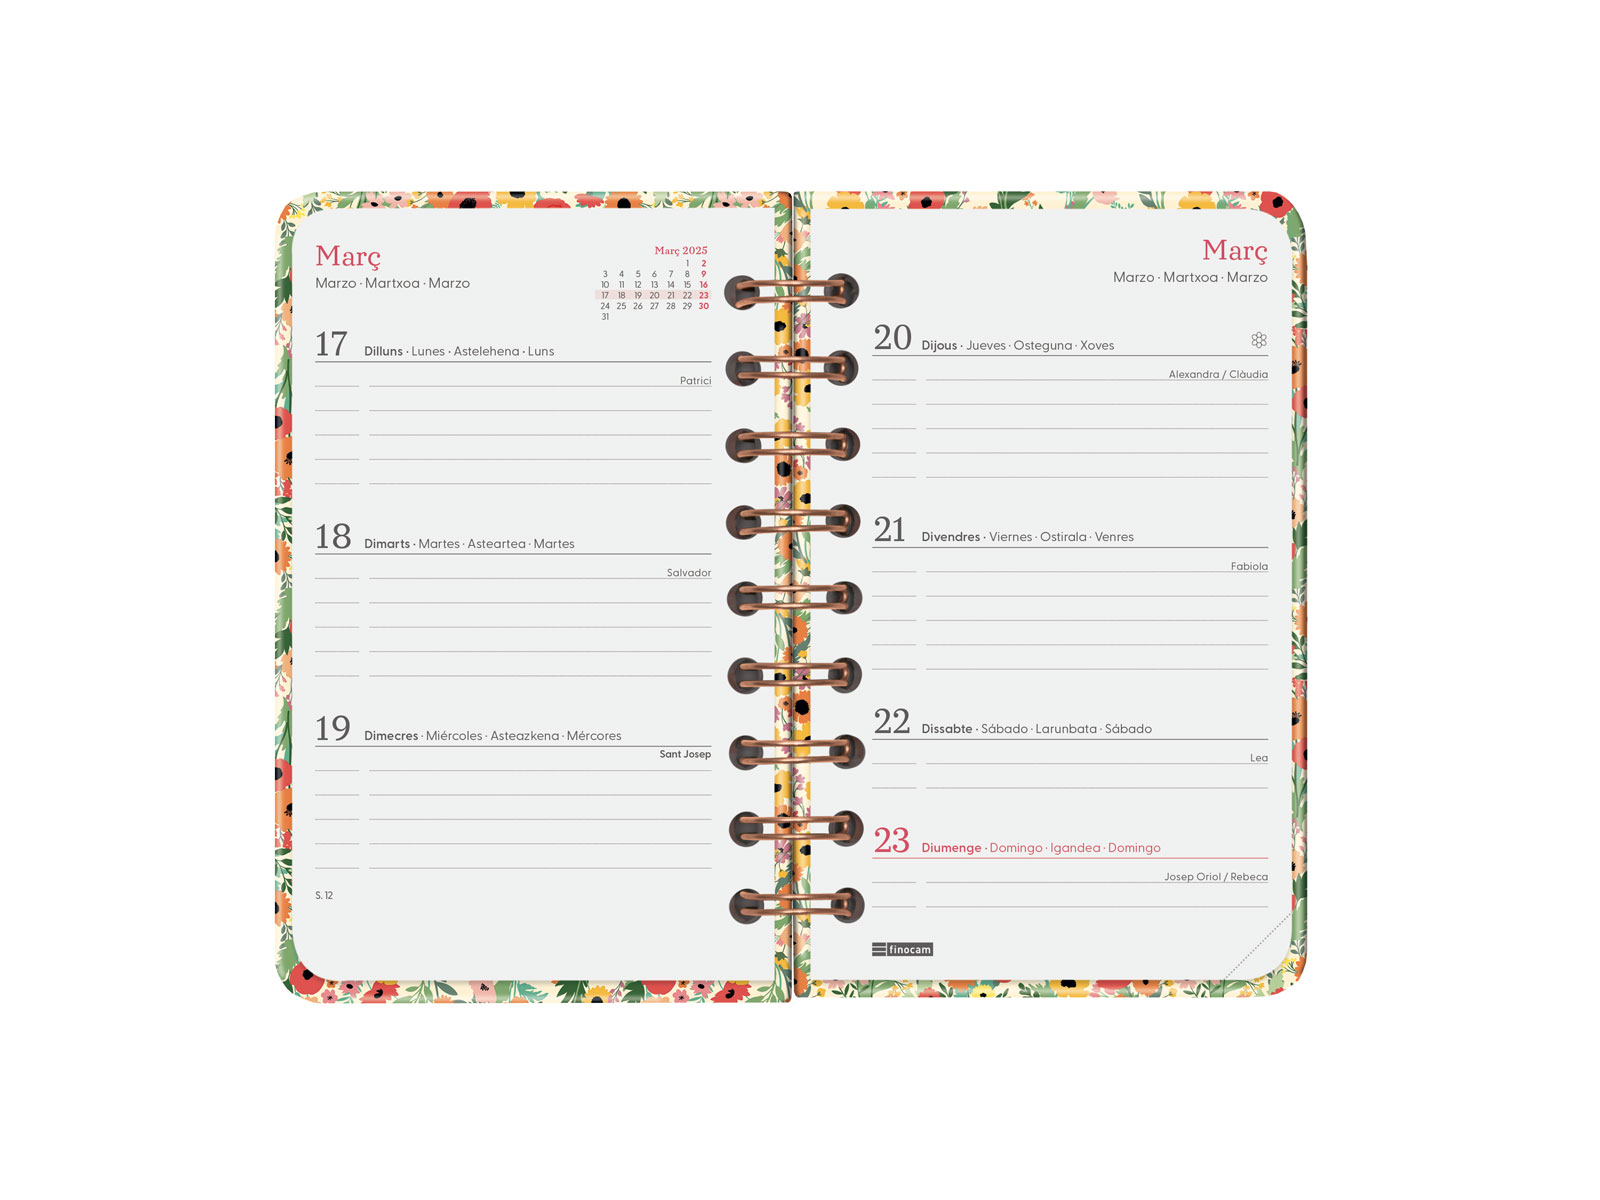 Març
Marzo · Martxoa · Marzo
Març 2025
1 2
3 4 5 6 7 8 9
10 11 12 13 14 15 16
17 18 19 20 21 22 23
24 25 26 27 28 29 30
31
17 Dilluns · Lunes · Astelehena · Luns
Patrici
18 Dimarts · Martes · Asteartea · Martes
Salvador
19 Dimecres · Miércoles · Asteazkena · Mércores
Sant Josep
S. 12
Març
Marzo · Martxoa · Marzo
20 Dijous · Jueves · Osteguna · Xoves
Alexandra / Clàudia
21 Divendres · Viernes · Ostirala · Venres
Fabiola
22 Dissabte · Sábado · Larunbata · Sábado
Lea
23 Diumenge · Domingo · Igandea · Domingo
Josep Oriol / Rebeca
finocam